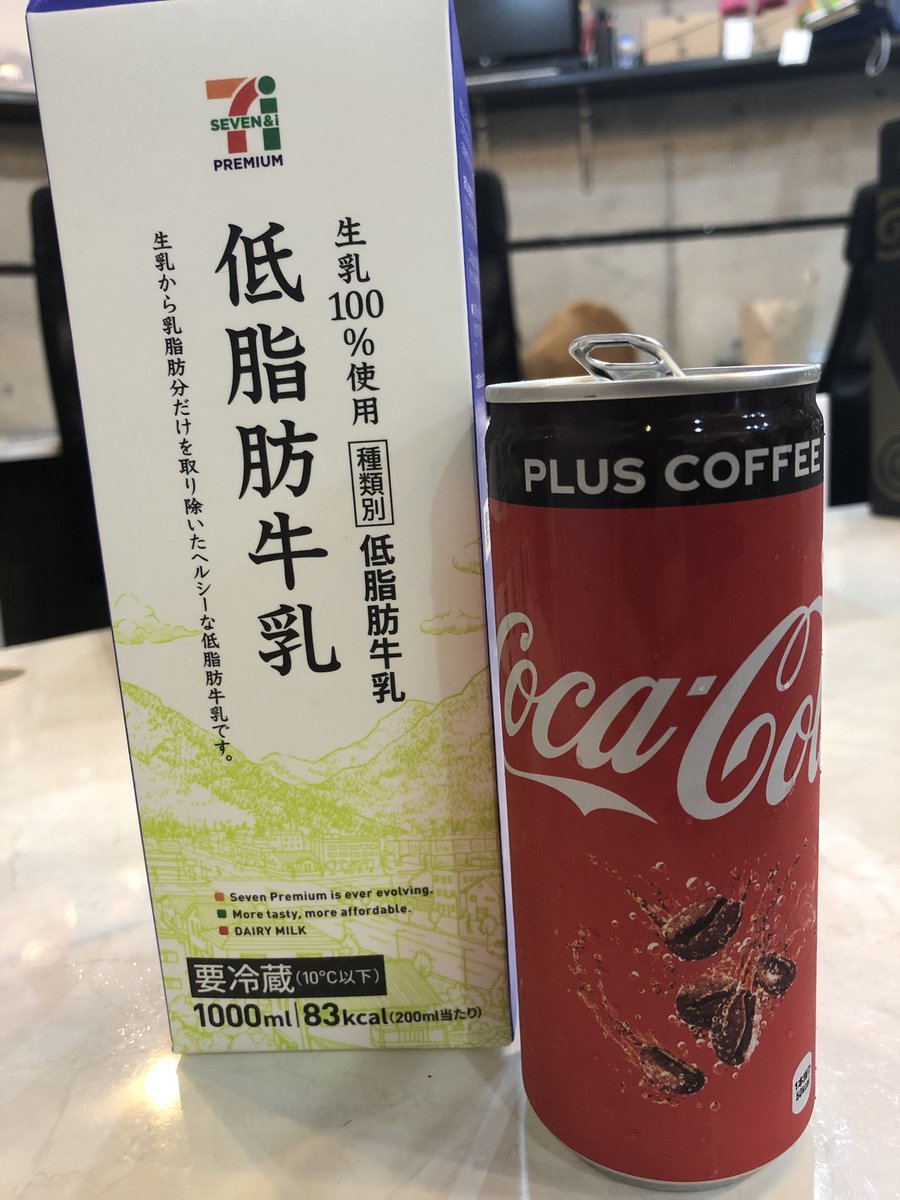 SEVEN&i
PREMIUM
生乳100%使用
種類別 低脂肪牛乳
低脂肪牛乳
生乳から乳脂肪分だけを取り除いたヘルシーな低脂肪牛乳です。
Seven Premium is ever evolving.
More tasty, more affordable.
DAIRY MILK
要冷蔵(10°C以下)
1000ml 83kcal(200ml当たり)
PLUS COFFEE
Coca-Cola